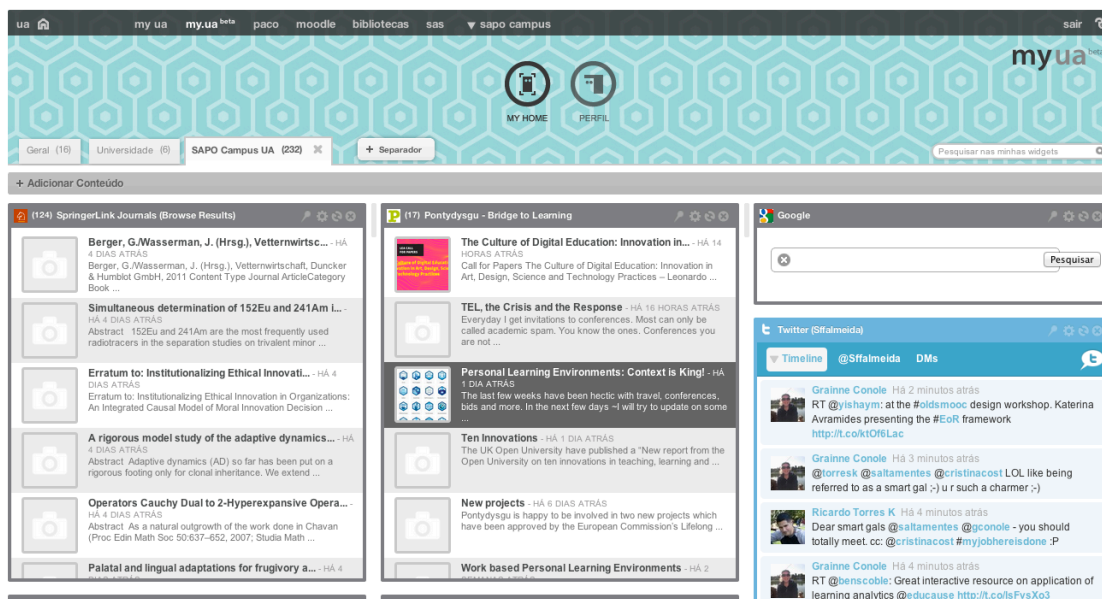 ua my ua my.ua beta paco moodle bibliotecas sas ▼ sapo campus sair
myua beta
MY HOME PERFIL
Geral (16) Universidade (6) SAPO Campus UA (232) + Separador Pesquisar nas minhas widgets
+ Adicionar Conteúdo
(124) SpringerLink Journals (Browse Results)
Berger, G./Wasserman, J. (Hrsg.), Vetternwirtsc... - HÁ
4 DIAS ATRÁS
Berger, G./Wasserman, J. (Hrsg.), Vetternwirtschaft, Duncker
& Humblot GmbH, 2011 Content Type Journal ArticleCategory
Book ...
Simultaneous determination of 152Eu and 241Am i... -
HÁ 4 DIAS ATRÁS
Abstract 152Eu and 241Am are the most frequently used
radiotracers in the separation studies on trivalent minor ...
Erratum to: Institutionalizing Ethical Innovati... - HÁ 4
DIAS ATRÁS
Erratum to: Institutionalizing Ethical Innovation in Organizations:
An Integrated Causal Model of Moral Innovation Decision ...
A rigorous model study of the adaptive dynamics... - HÁ
4 DIAS ATRÁS
Abstract Adaptive dynamics (AD) so far has been put on a
rigorous footing only for clonal inheritance. We extend ...
Operators Cauchy Dual to 2-Hyperexpansive Opera... -
HÁ 4 DIAS ATRÁS
Abstract As a natural outgrowth of the work done in Chavan
(Proc Edin Math Soc 50:637–652, 2007; Studia Math ...
Palatal and lingual adaptations for frugivory a... - HÁ 4
DIAS ATRÁS
(17) Pontydysgu - Bridge to Learning
The Culture of Digital Education: Innovation in... - HÁ 14
HORAS ATRÁS
Call for Papers The Culture of Digital Education: Innovation in
Art, Design, Science and Technology Practices – Leonardo ...
TEL, the Crisis and the Response - HÁ 16 HORAS ATRÁS
Everyday I get invitations to conferences. Most can only be
called academic spam. You know the ones. Conferences you
are not ...
Personal Learning Environments: Context is King! - HÁ
1 DIA ATRÁS
The last few weeks have been hectic with travel, conferences,
bids and more. In the next few days ~I will try to update on some
...
Ten Innovations - HÁ 1 DIA ATRÁS
The UK Open University have published a "New report from the
Open University on ten innovations in teaching, learning and ...
New projects - HÁ 6 DIAS ATRÁS
Pontydysgu is happy to be involved in two new projects which
have been approved by the European Commission's Lifelong ...
Work based Personal Learning Environments - HÁ 2
SEMANAS ATRÁS
Google
Pesquisar
Twitter (Sffalmeida)
▼ Timeline @Sffalmeida DMs
Grainne Conole Há 2 minutos atrás
RT @yishaym: at the #oldsmooc design workshop. Katerina
Avramides presenting the #EoR framework
http://t.co/ktOf6Lac
Grainne Conole Há 3 minutos atrás
@torresk @saltamentes @cristinacost LOL like being
referred to as a smart gal ;-) u r such a charmer ;-)
Ricardo Torres K Há 4 minutos atrás
Dear smart gals @saltamentes @gconole - you should
totally meet. cc: @cristinacost #myjobhereisdone :P
Grainne Conole Há 4 minutos atrás
RT @benscoble: Great interactive resource on application of
learning analytics @educause http://t.co/IsFvsXo3